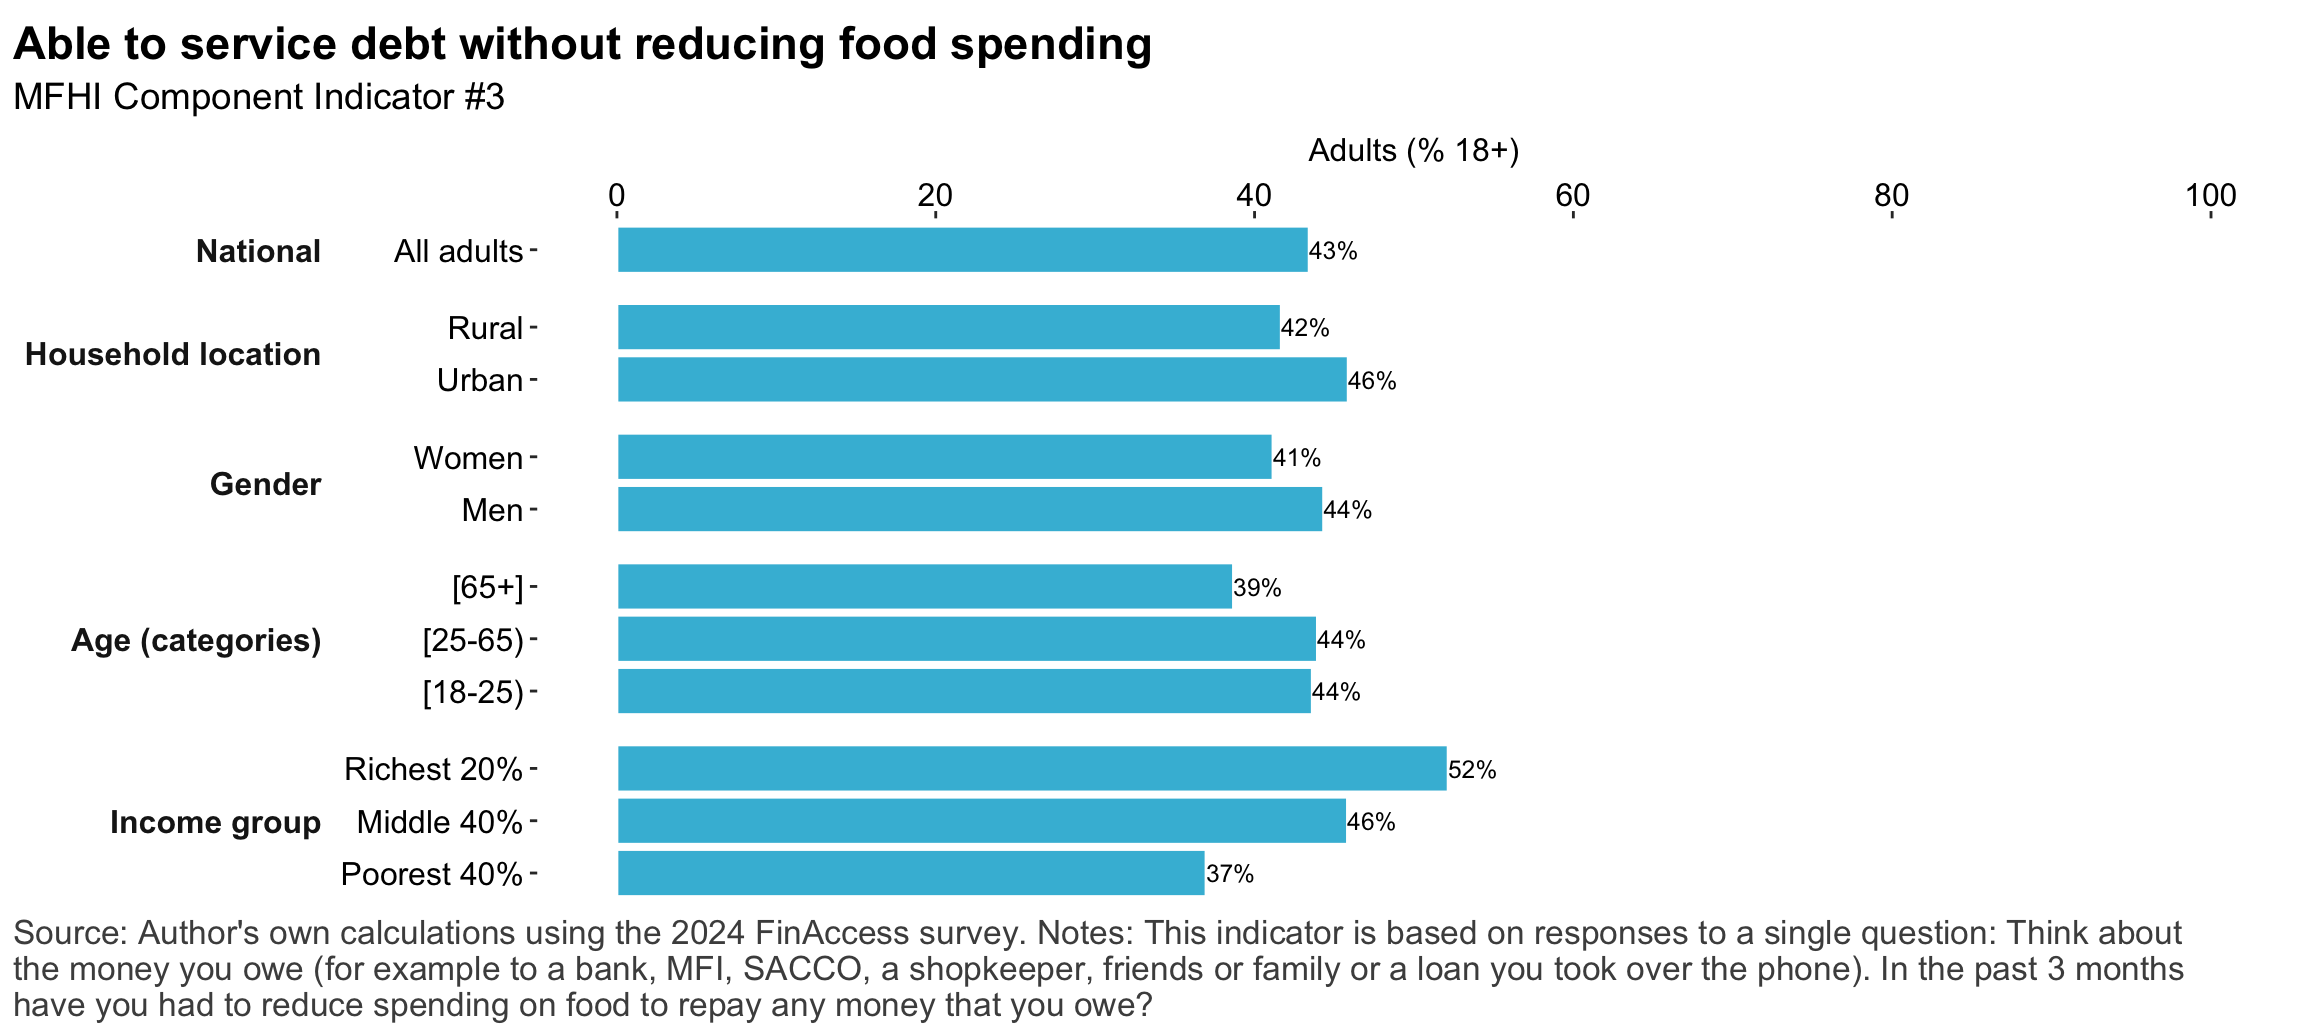 Able to service debt without reducing food spending
MFHI Component Indicator #3
Adults (% 18+)
0 20 40 60 80 100
National All adults 43%
Rural 42%
Household location
Urban 46%
Women 41%
Gender
Men 44%
[65+] 39%
Age (categories) [25-65) 44%
[18-25) 44%
Richest 20% 52%
Income group Middle 40% 46%
Poorest 40% 37%
Source: Author's own calculations using the 2024 FinAccess survey. Notes: This indicator is based on responses to a single question: Think about
the money you owe (for example to a bank, MFI, SACCO, a shopkeeper, friends or family or a loan you took over the phone). In the past 3 months
have you had to reduce spending on food to repay any money that you owe?